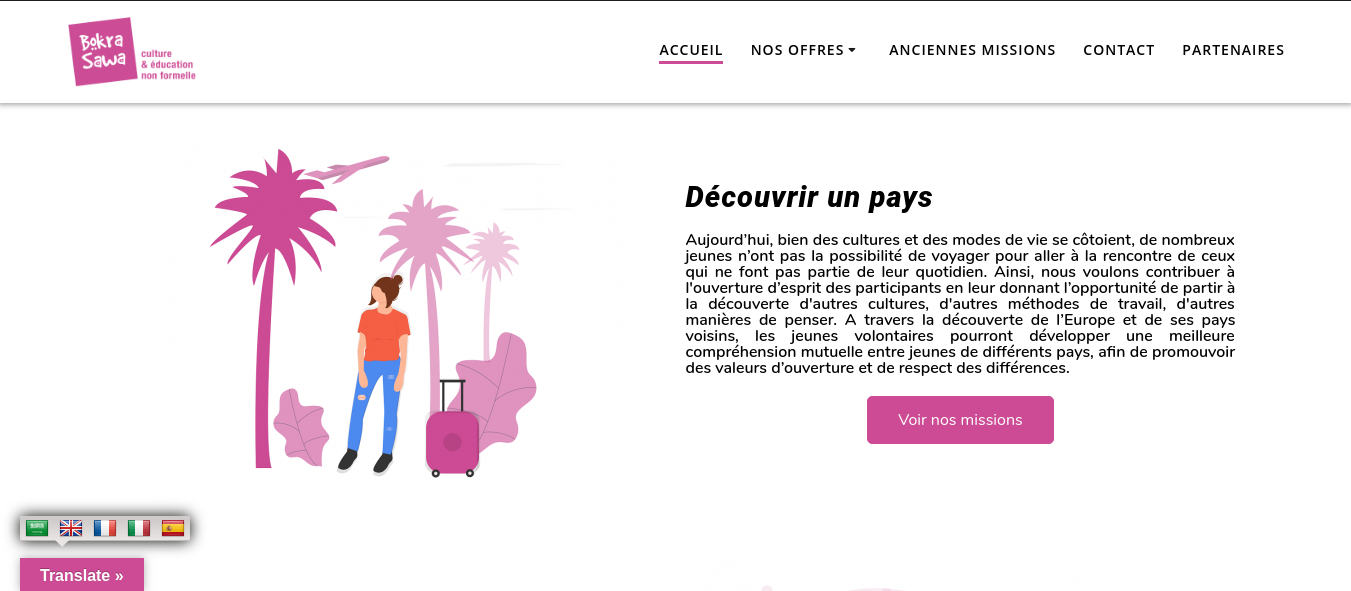 Bökra
Sawa
culture
& éducation
non formelle
ACCUEIL NOS OFFRES ANCIENNES MISSIONS CONTACT PARTENAIRES
Découvrir un pays
Aujourd’hui, bien des cultures et des modes de vie se côtoient, de nombreux
jeunes n’ont pas la possibilité de voyager pour aller à la rencontre de ceux
qui ne font pas partie de leur quotidien. Ainsi, nous voulons contribuer à
l'ouverture d’esprit des participants en leur donnant l’opportunité de partir à
la découverte d'autres cultures, d'autres méthodes de travail, d'autres
manières de penser. A travers la découverte de l’Europe et de ses pays
voisins, les jeunes volontaires pourront développer une meilleure
compréhension mutuelle entre jeunes de différents pays, afin de promouvoir
des valeurs d’ouverture et de respect des différences.
Voir nos missions
Translate »